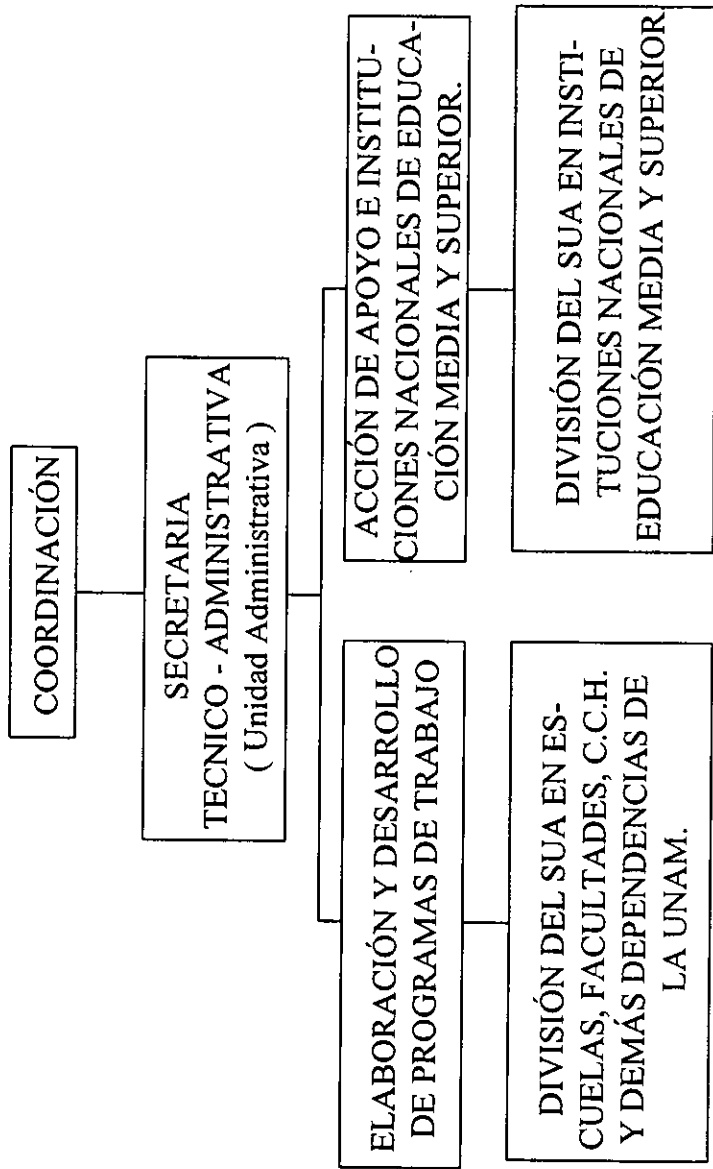 COORDINACIÓN
SECRETARIA
TECNICO - ADMINISTRATIVA
( Unidad Administrativa )
ELABORACIÓN Y DESARROLLO
DE PROGRAMAS DE TRABAJO
ACCIÓN DE APOYO E INSTITU-
CIONES NACIONALES DE EDUCA-
CIÓN MEDIA Y SUPERIOR.
DIVISIÓN DEL SUA EN ES-
CUELAS, FACULTADES, C.C.H.
Y DEMÁS DEPENDENCIAS DE
LA UNAM.
DIVISIÓN DEL SUA EN INSTI-
TUCIONES NACIONALES DE
EDUCACIÓN MEDIA Y SUPERIOR